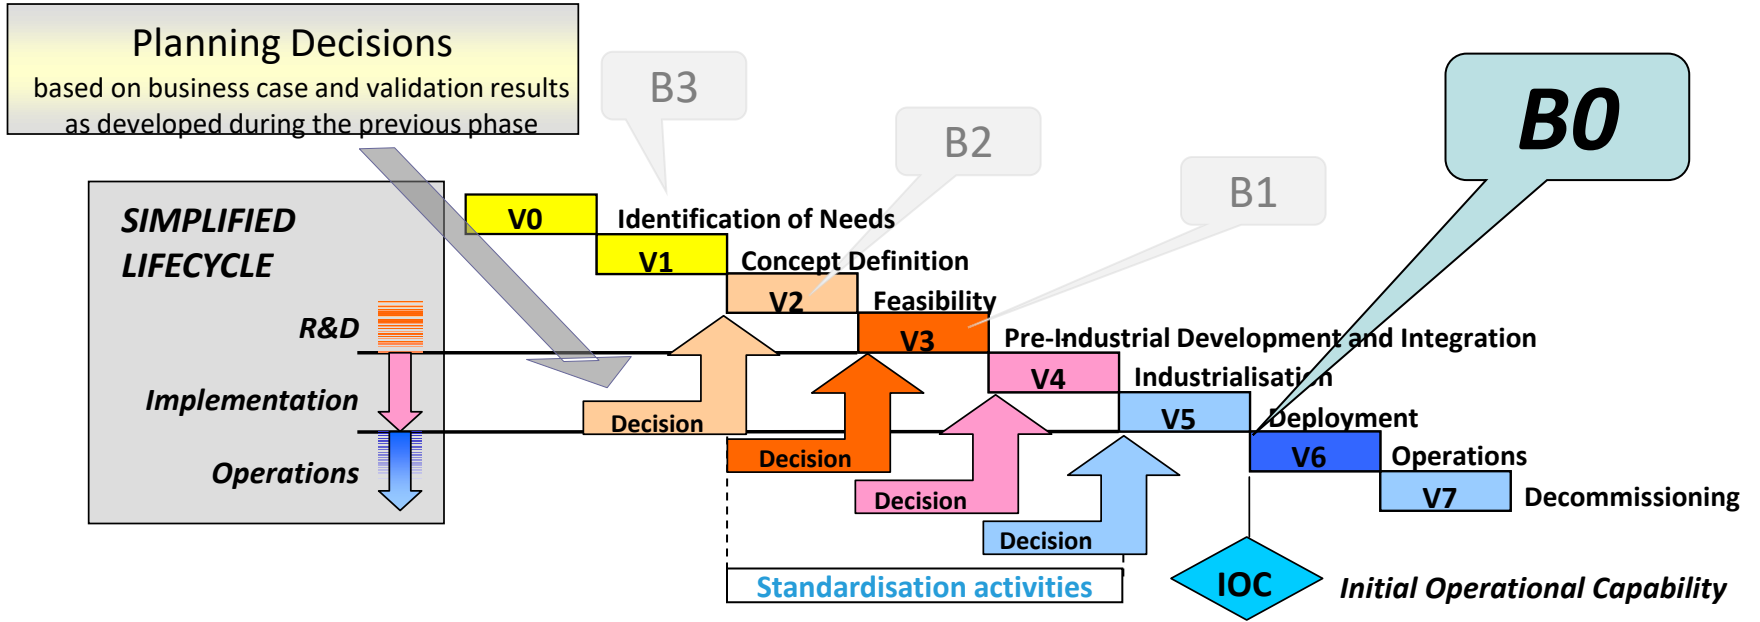 Planning Decisions
based on business case and validation results
as developed during the previous phase
B3
B2
B1
B0
SIMPLIFIED
LIFECYCLE
R&D
Implementation
Operations
V0
Identification of Needs
V1
Concept Definition
V2
Feasibility
V3
Pre-Industrial Development and Integration
V4
Industrialisation
V5
Deployment
V6
Operations
V7
Decommissioning
Decision
Decision
Decision
Decision
Standardisation activities
IOC
Initial Operational Capability